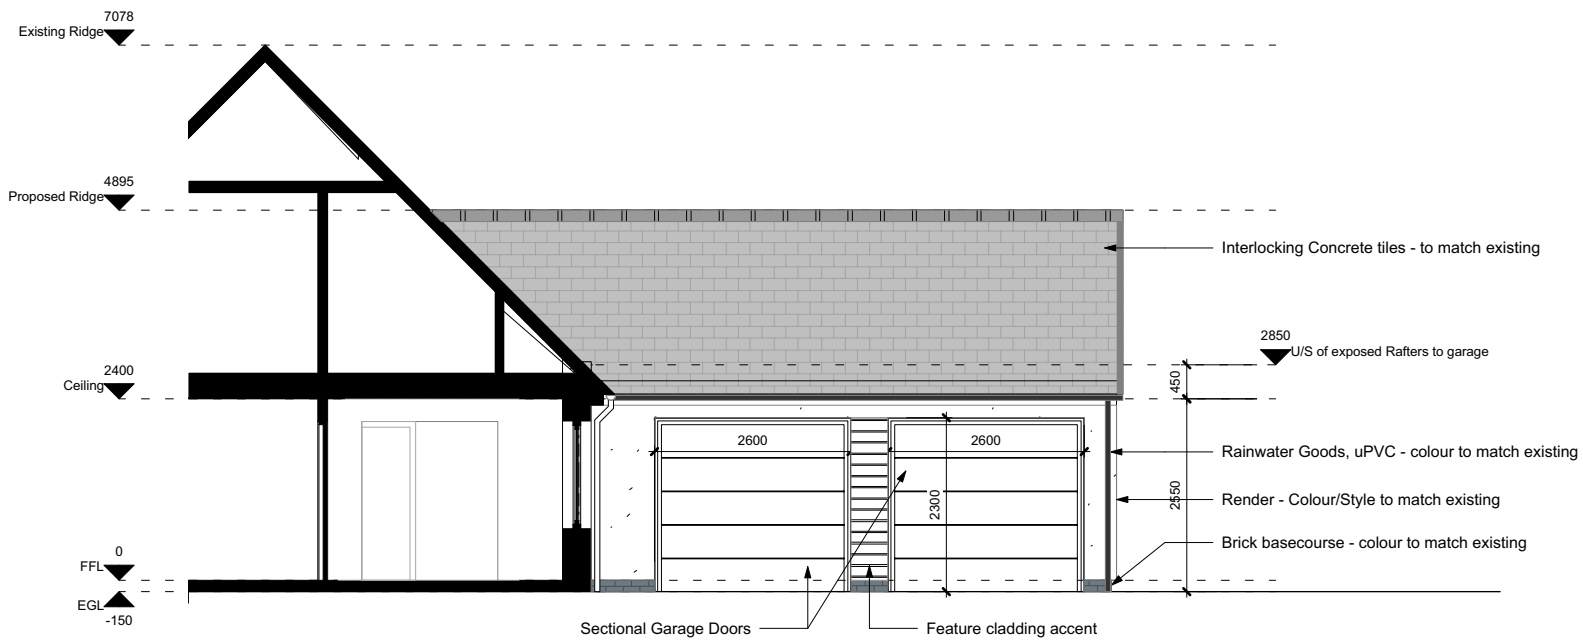 7078
Existing Ridge
4895
Proposed Ridge
Interlocking Concrete tiles - to match existing
2850
U/S of exposed Rafters to garage
2400
Ceiling
450
2600
2600
Rainwater Goods, uPVC - colour to match existing
2300
2550
Render - Colour/Style to match existing
Brick basecourse - colour to match existing
0
FFL
EGL
-150
Sectional Garage Doors
Feature cladding accent